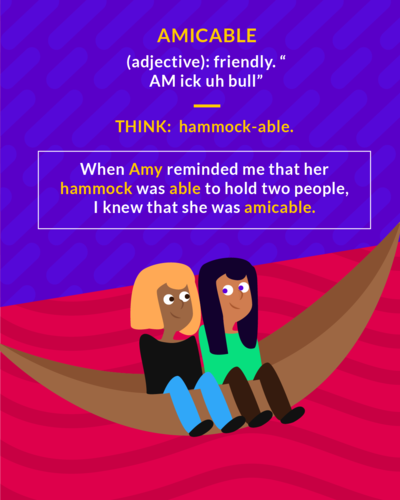 AMICABLE
(adjective): friendly. “
AM ick uh bull”
THINK: hammock-able.
When Amy reminded me that her
hammock was able to hold two people,
I knew that she was amicable.